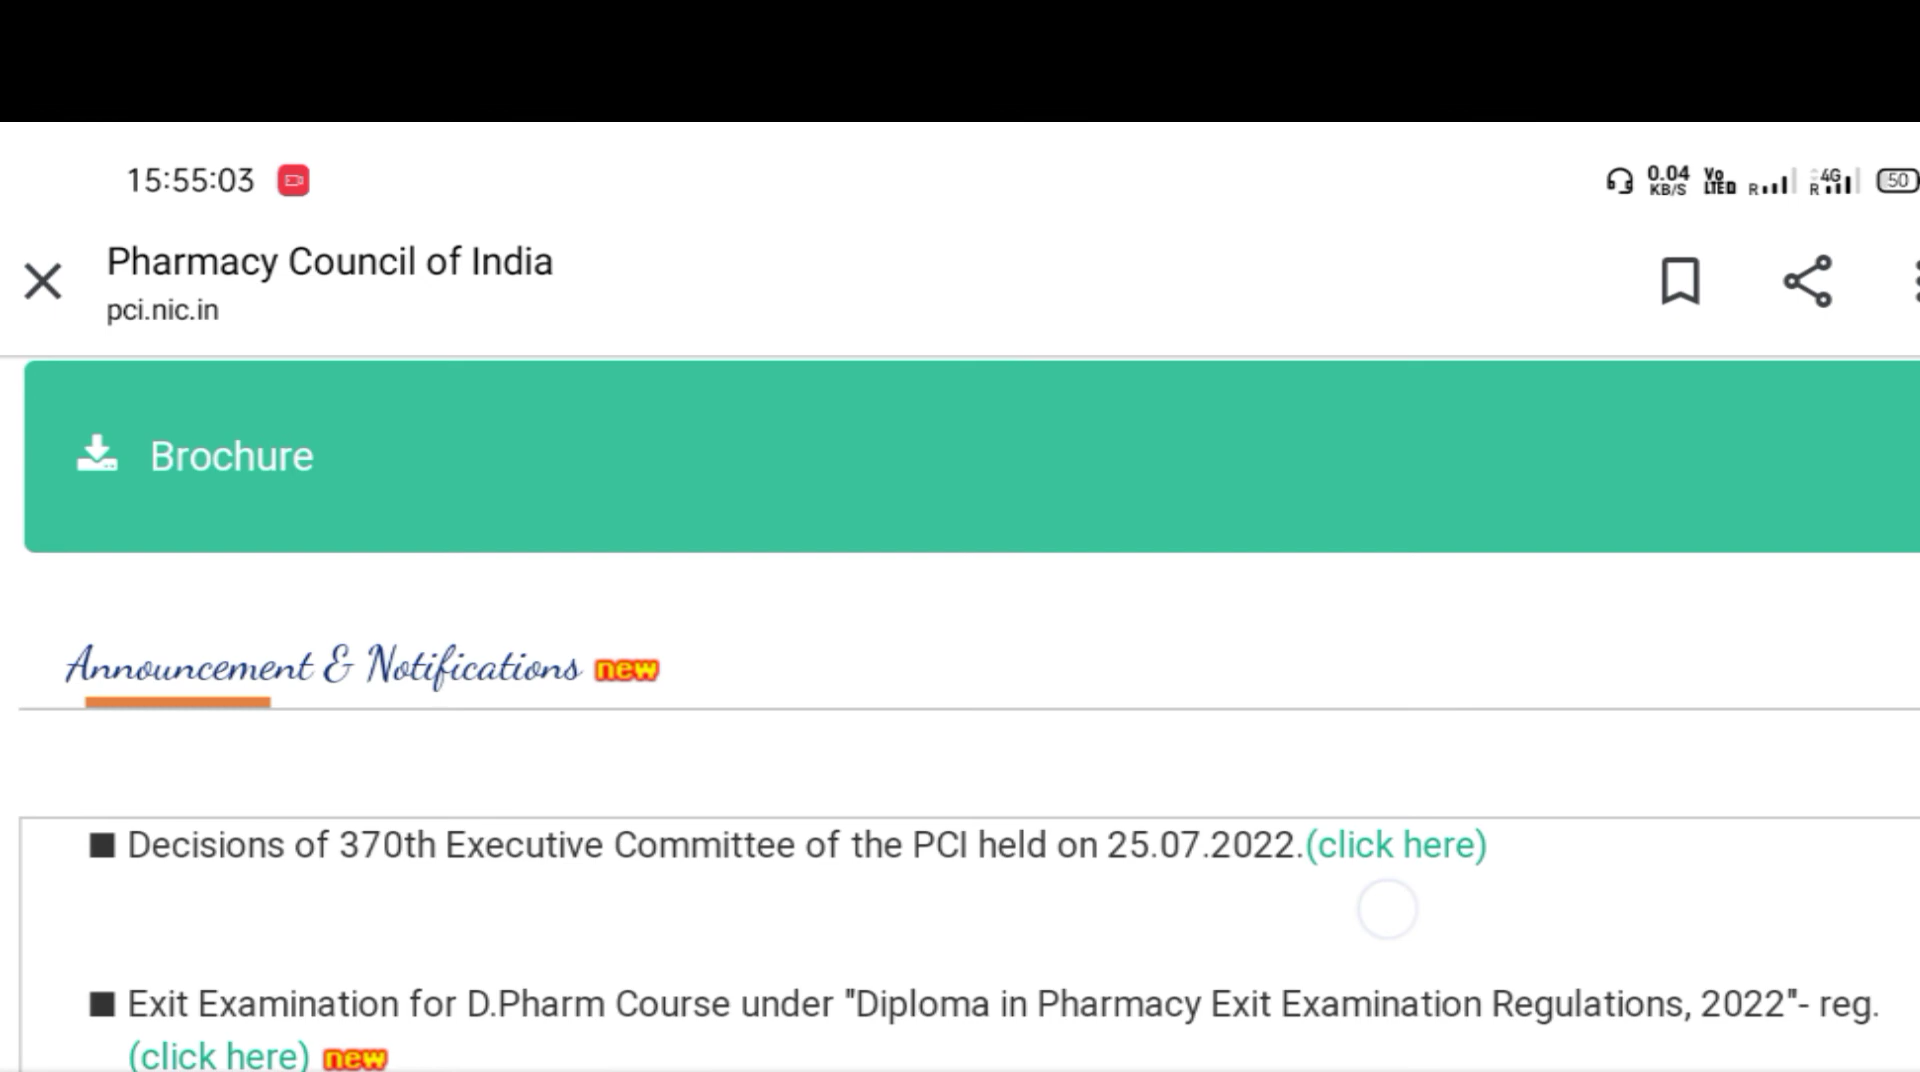 15:55:03
0.04 KB/S Vo LTED R 4G R 50
Pharmacy Council of India
pci.nic.in
Brochure
Announcement & Notifications new
Decisions of 370th Executive Committee of the PCI held on 25.07.2022.(click here)
Exit Examination for D.Pharm Course under "Diploma in Pharmacy Exit Examination Regulations, 2022"- reg.
(click here) new